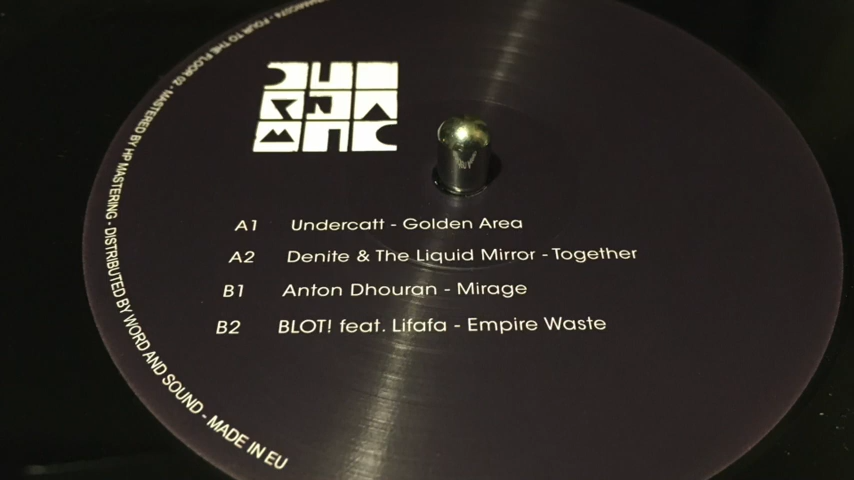 FOUR TO THE FLOOR 02 - MASTERED BY HP MASTERING - DISTRIBUTED BY WORD AND SOUND - MADE IN EU
A1 Undercatt - Golden Area
A2 Denite & The Liquid Mirror - Together
B1 Anton Dhouran - Mirage
B2 BLOT! feat. Lifafa - Empire Waste